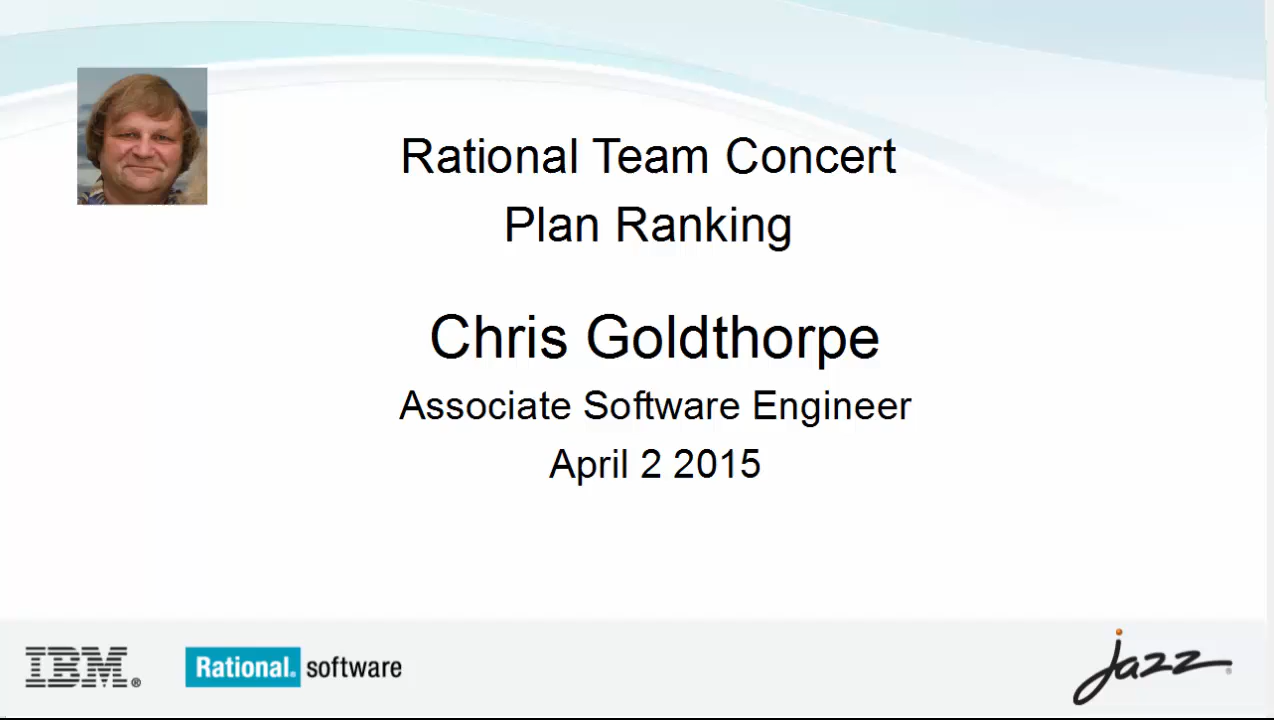 Rational Team Concert
Plan Ranking
Chris Goldthorpe
Associate Software Engineer
April 2 2015
IBM® Rational® software jazz®